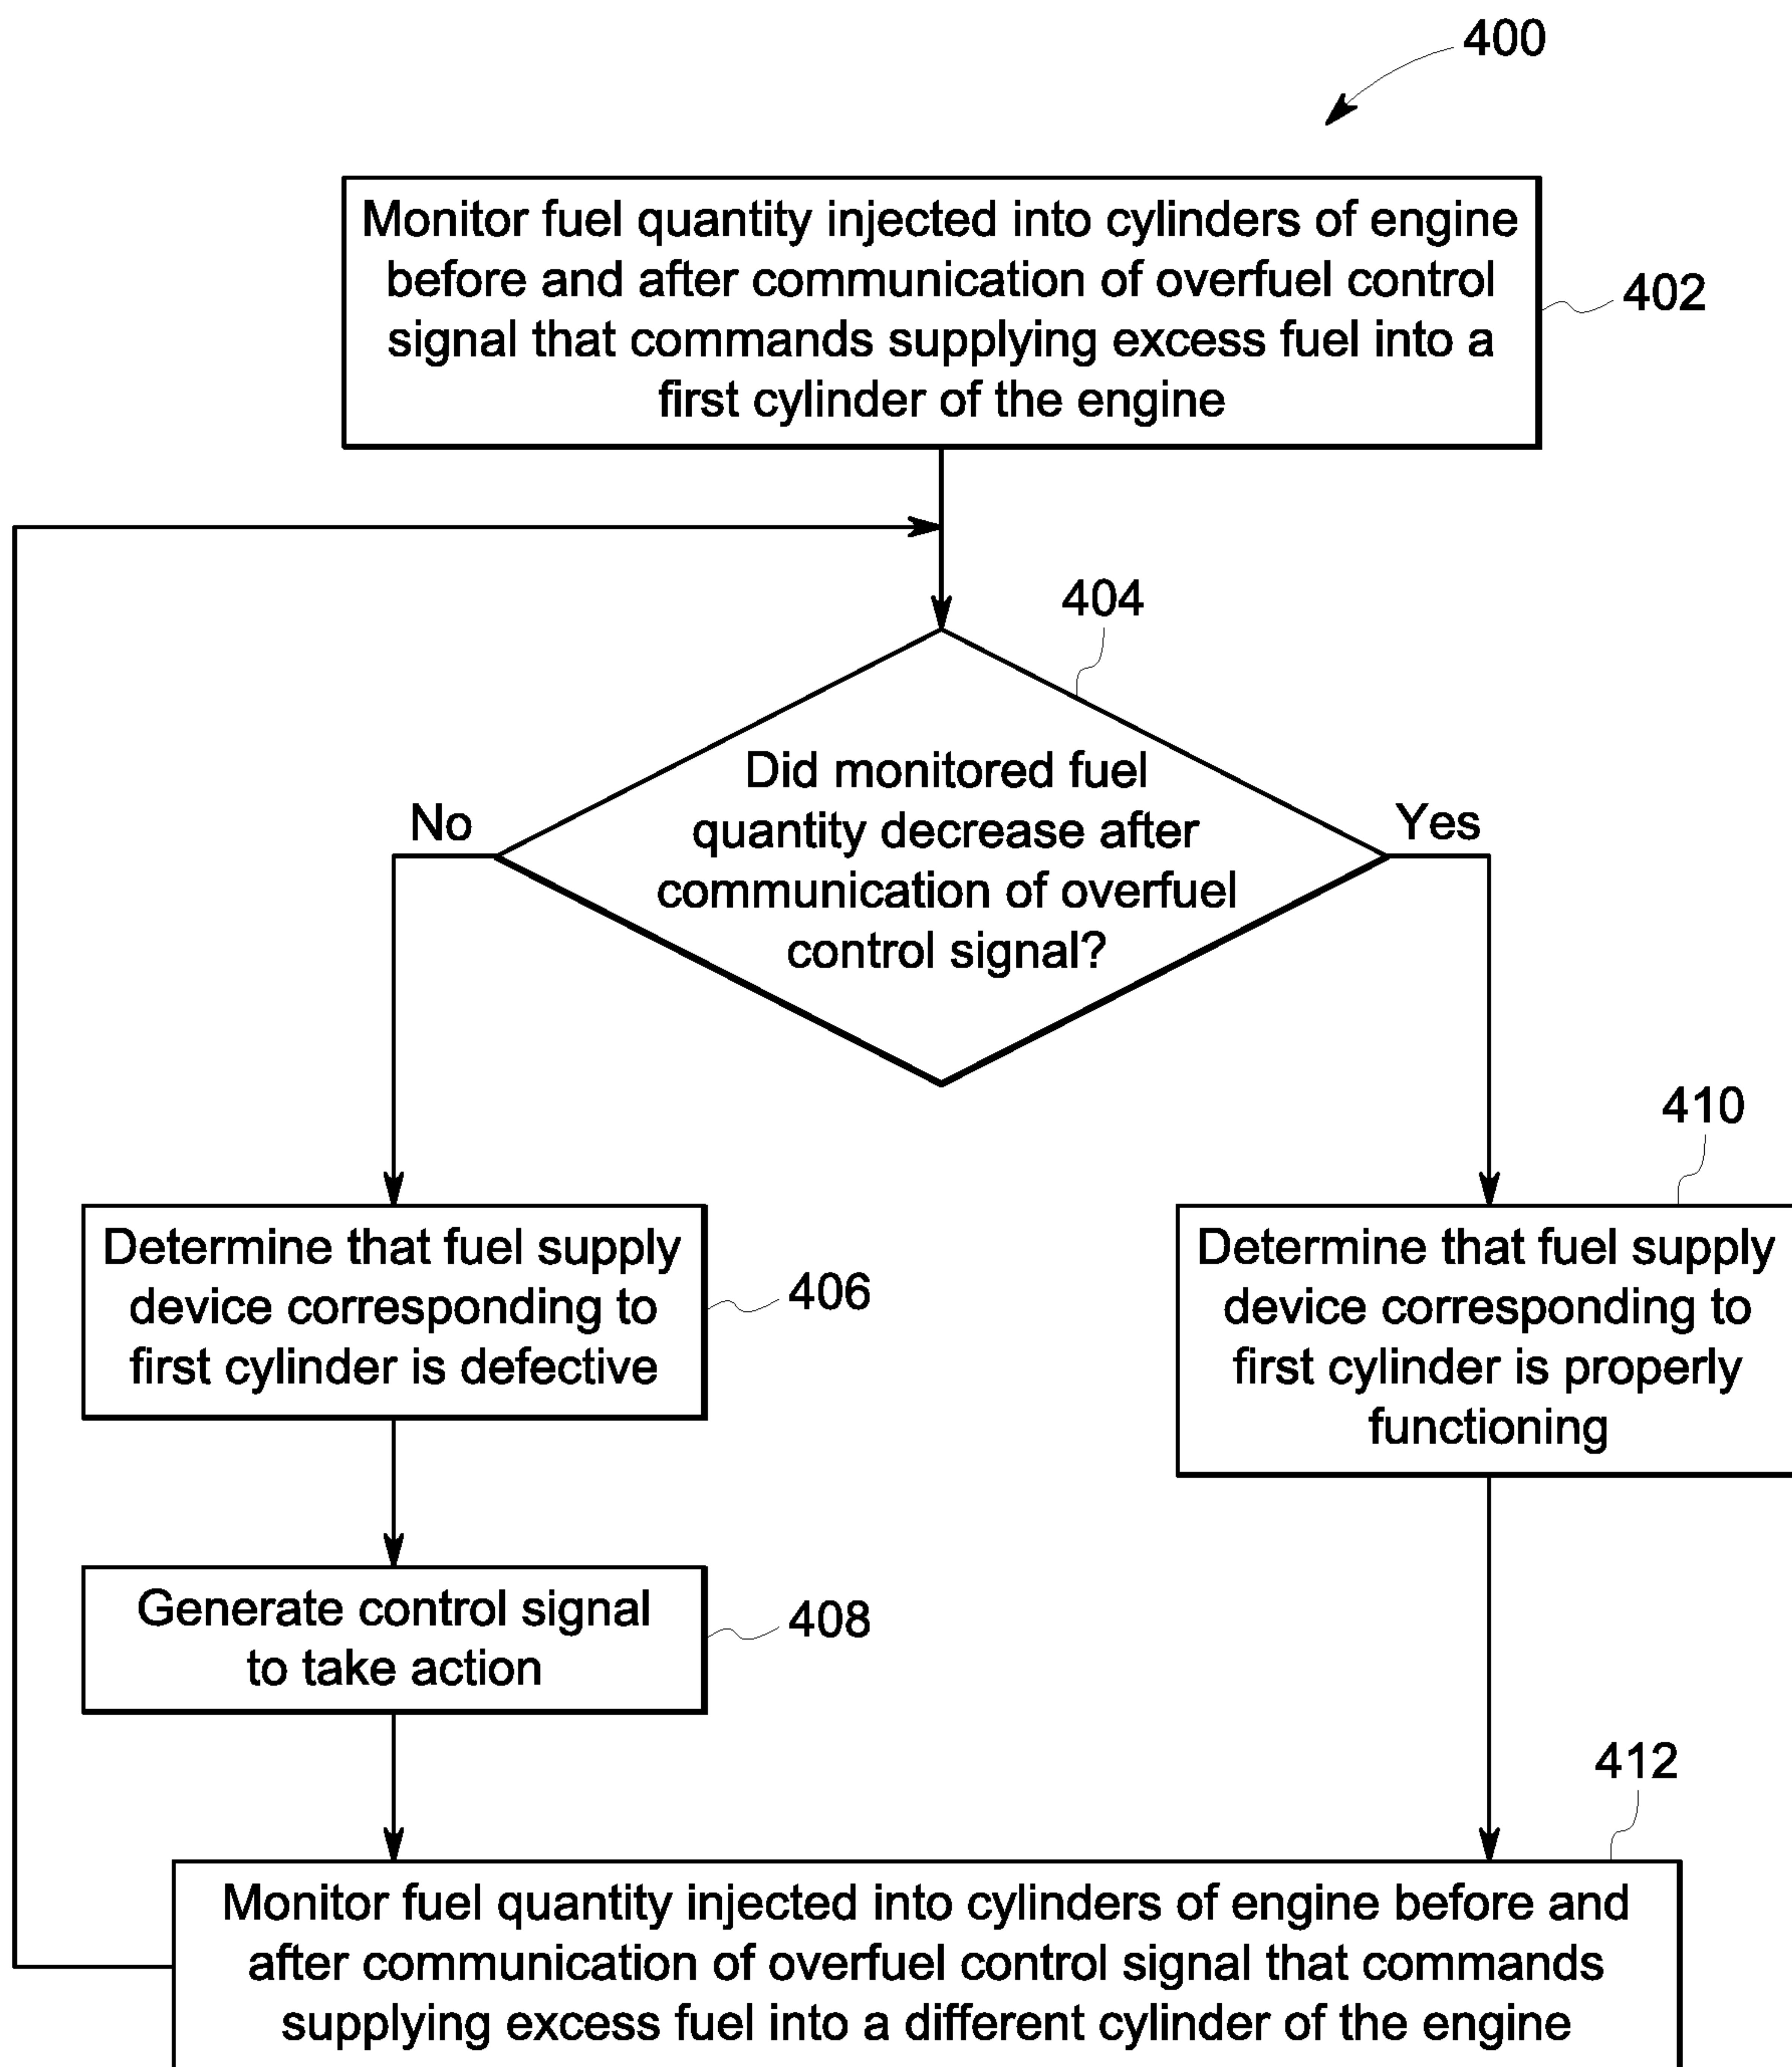 400
Monitor fuel quantity injected into cylinders of engine
before and after communication of overfuel control
signal that commands supplying excess fuel into a
first cylinder of the engine
402
404
Did monitored fuel
quantity decrease after
communication of overfuel
control signal?
No
Yes
Determine that fuel supply
device corresponding to
first cylinder is defective
406
410
Determine that fuel supply
device corresponding to
first cylinder is properly
functioning
Generate control signal
to take action
408
412
Monitor fuel quantity injected into cylinders of engine before and
after communication of overfuel control signal that commands
supplying excess fuel into a different cylinder of the engine